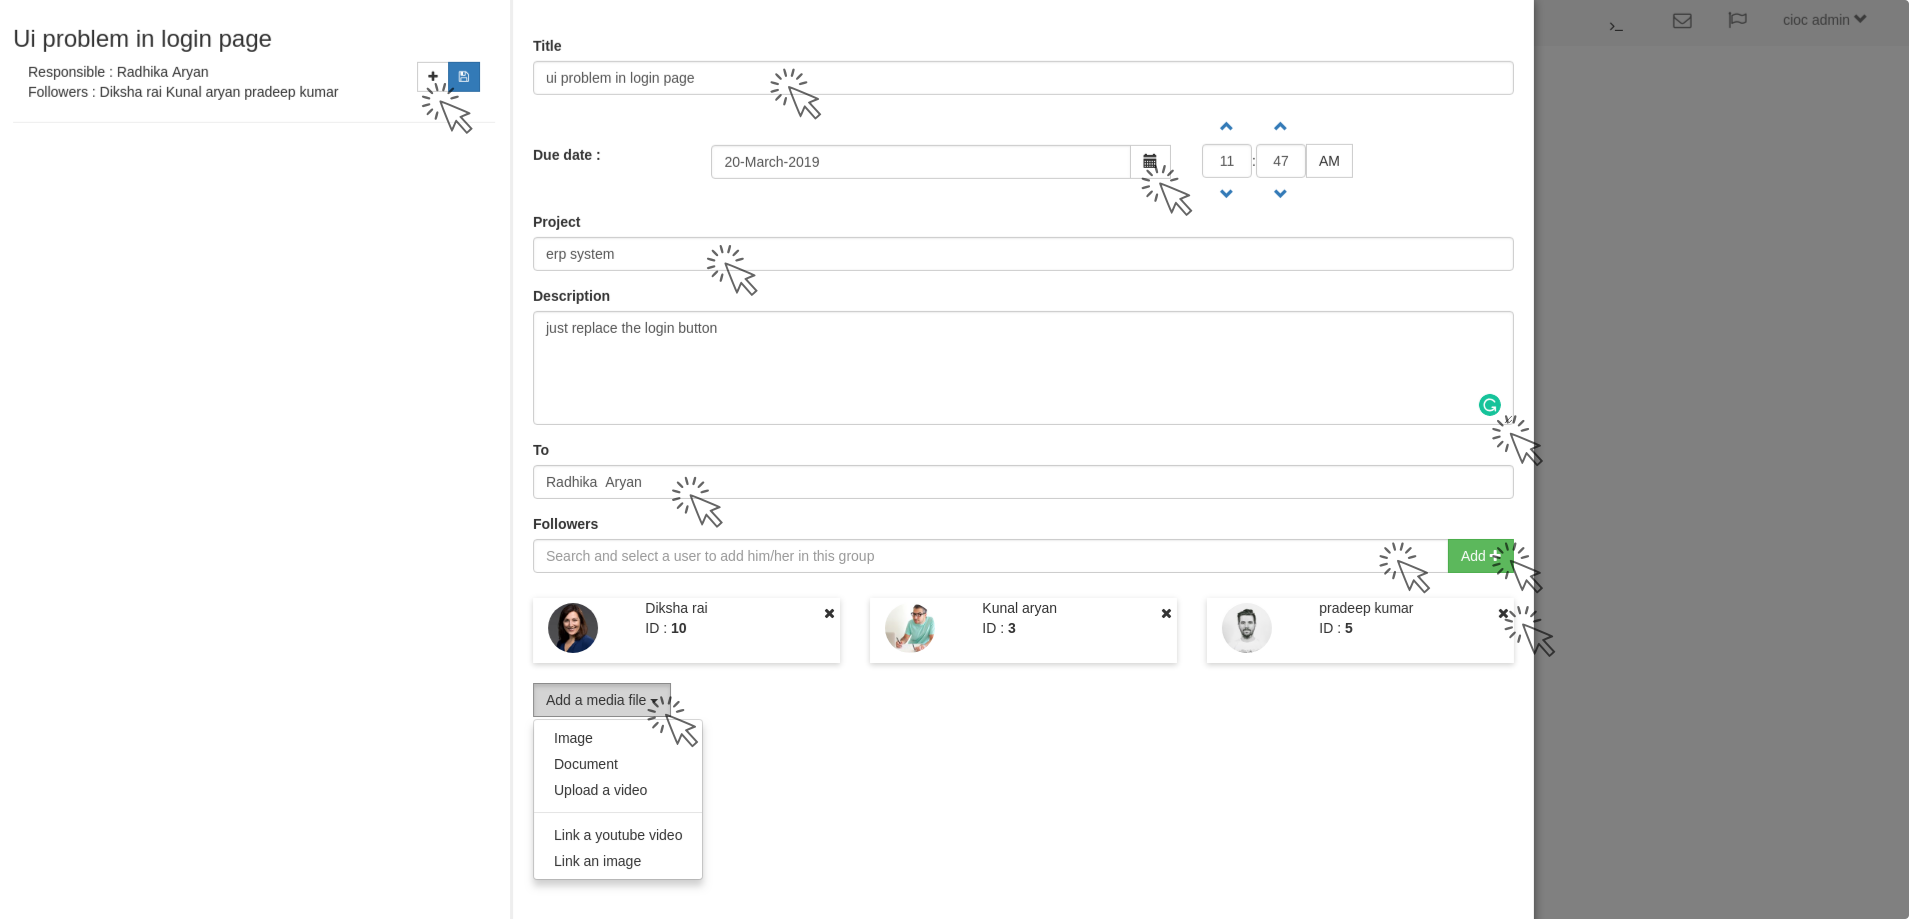 Ui problem in login page
Responsible : Radhika Aryan
Followers : Diksha rai Kunal aryan pradeep kumar
Title
ui problem in login page
Due date :
20-March-2019
11 : 47 AM
Project
erp system
Description
just replace the login button
To
Radhika  Aryan
Followers
Search and select a user to add him/her in this group
Add
Diksha rai
ID : 10
Kunal aryan
ID : 3
pradeep kumar
ID : 5
Add a media file
Image
Document
Upload a video
Link a youtube video
Link an image
cioc admin